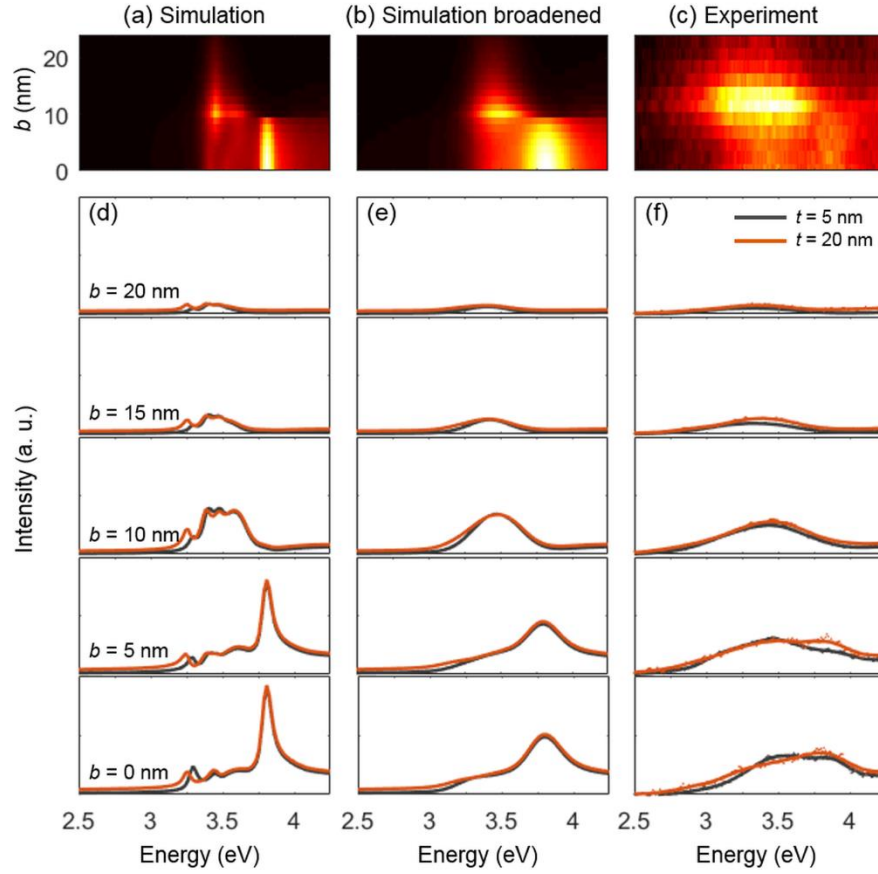 (a) Simulation
(b) Simulation broadened
(c) Experiment
b (nm)
20
10
0
(d)
(e)
(f)
t = 5 nm
t = 20 nm
b = 20 nm
b = 15 nm
Intensity (a. u.)
b = 10 nm
b = 5 nm
b = 0 nm
2.5 3 3.5 4
2.5 3 3.5 4
2.5 3 3.5 4
Energy (eV)
Energy (eV)
Energy (eV)